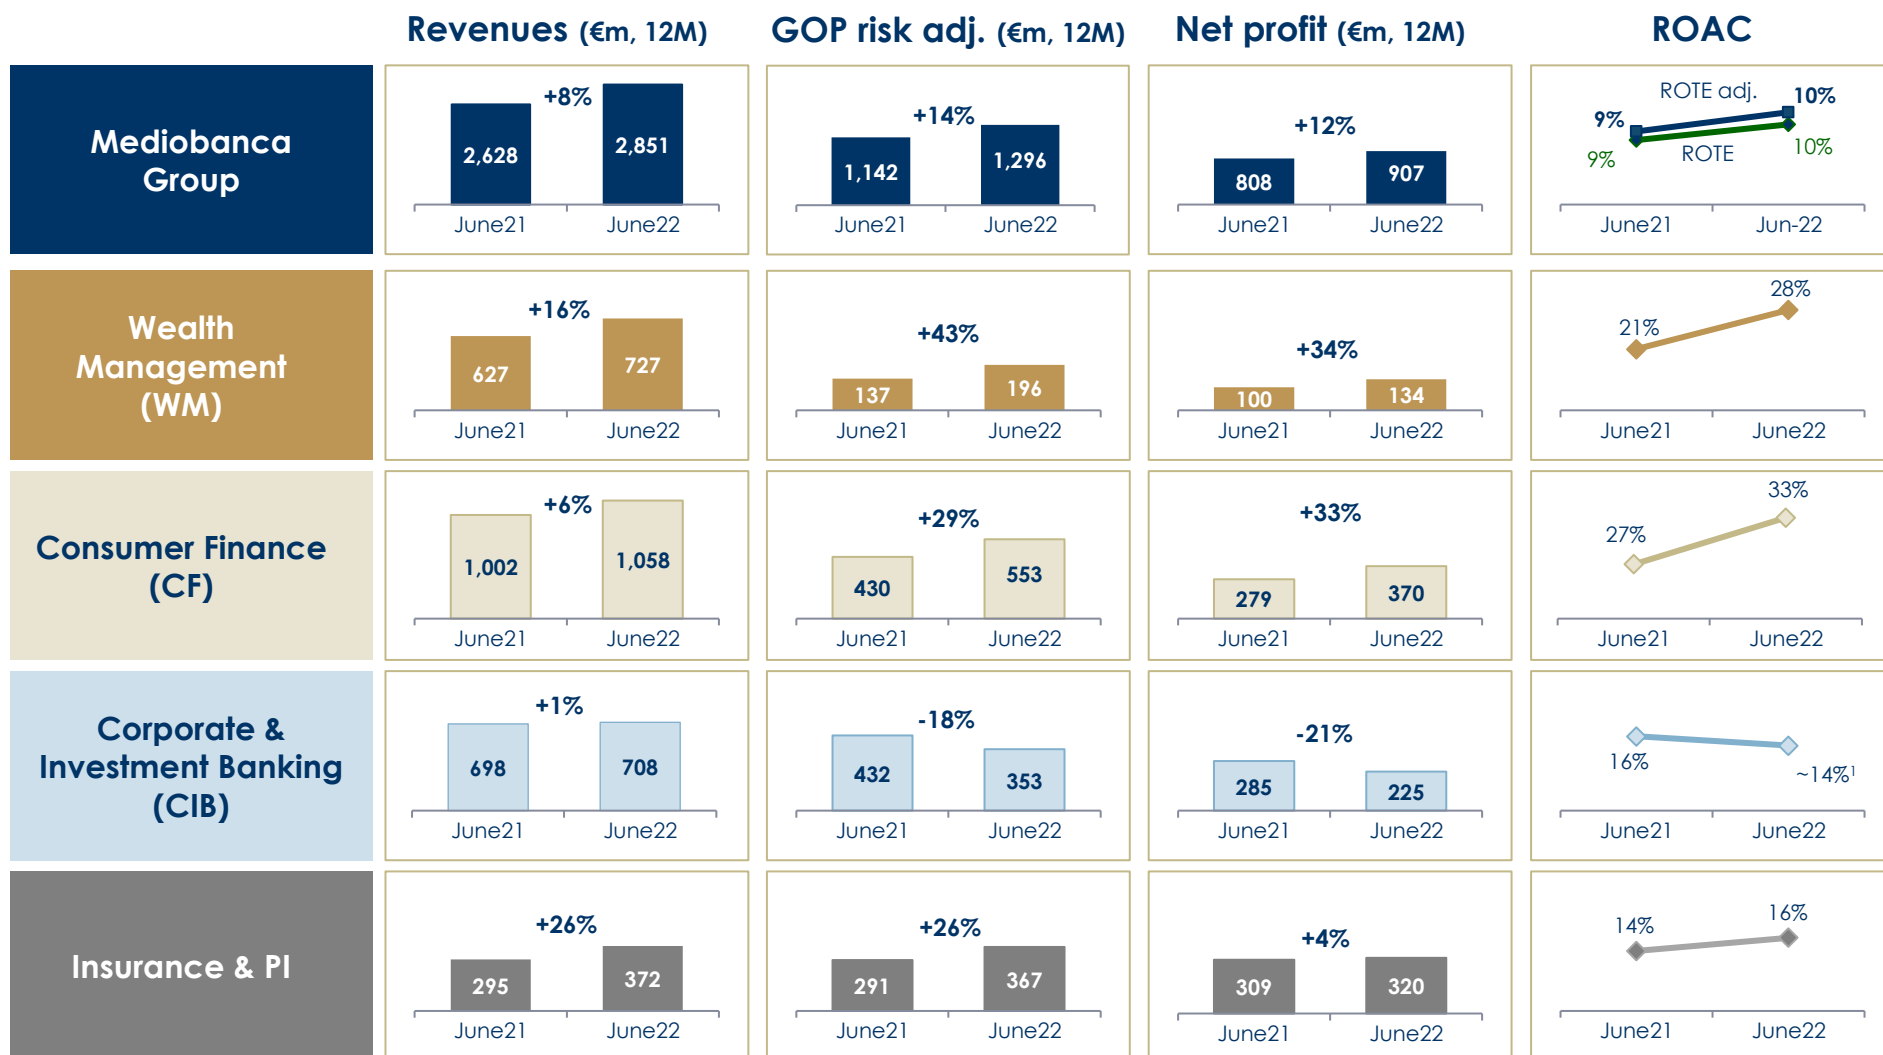 Revenues (€m, 12M)
GOP risk adj. (€m, 12M)
Net profit (€m, 12M)
ROAC
Mediobanca
Group
+8%
2,628
2,851
June21
June22
+14%
1,142
1,296
June21
June22
+12%
808
907
June21
June22
ROTE adj.
10%
9%
9%
ROTE
10%
June21
Jun-22
Wealth
Management
(WM)
+16%
627
727
June21
June22
+43%
137
196
June21
June22
+34%
100
134
June21
June22
28%
21%
June21
June22
Consumer Finance
(CF)
+6%
1,002
1,058
June21
June22
+29%
430
553
June21
June22
+33%
279
370
June21
June22
33%
27%
June21
June22
Corporate &
Investment Banking
(CIB)
+1%
698
708
June21
June22
-18%
432
353
June21
June22
-21%
285
225
June21
June22
16%
~14%¹
June21
June22
Insurance & PI
+26%
295
372
June21
June22
+26%
291
367
June21
June22
+4%
309
320
June21
June22
14%
16%
June21
June22